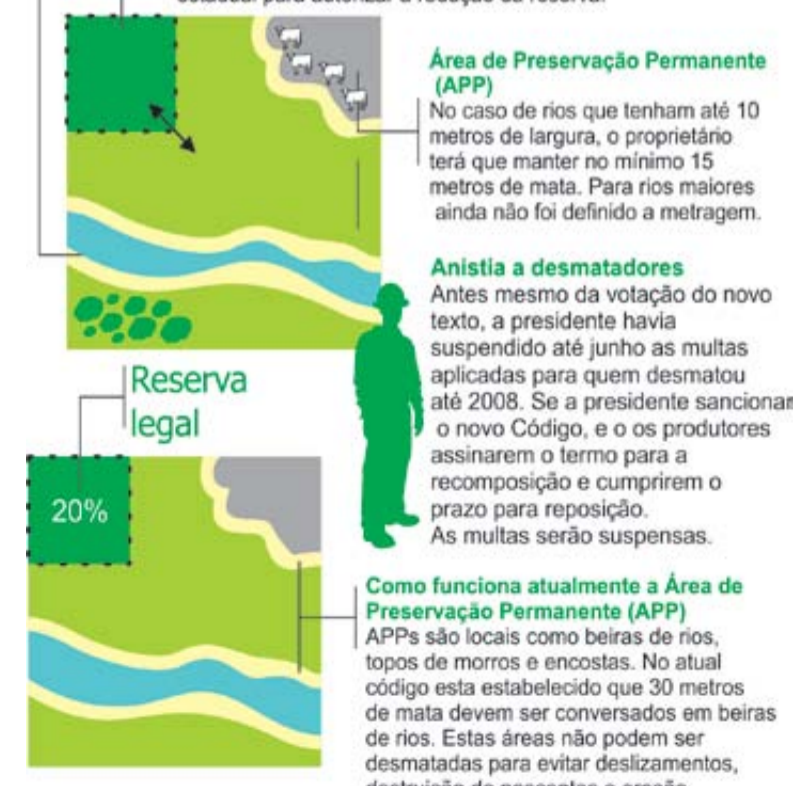 estadual para autorizar a redução da reserva.
Área de Preservação Permanente
(APP)
No caso de rios que tenham até 10
metros de largura, o proprietário
terá que manter no mínimo 15
metros de mata. Para rios maiores
ainda não foi definido a metragem.
Anistia a desmatadores
Antes mesmo da votação do novo
texto, a presidente havia
suspendido até junho as multas
aplicadas para quem desmatou
até 2008. Se a presidente sancionar
o novo Código, e o os produtores
assinarem o termo para a
recomposição e cumprirem o
prazo para reposição.
As multas serão suspensas.
Reserva
legal
20%
Como funciona atualmente a Área de
Preservação Permanente (APP)
APPs são locais como beiras de rios,
topos de morros e encostas. No atual
código esta estabelecido que 30 metros
de mata devem ser conversados em beiras
de rios. Estas áreas não podem ser
desmatadas para evitar deslizamentos,